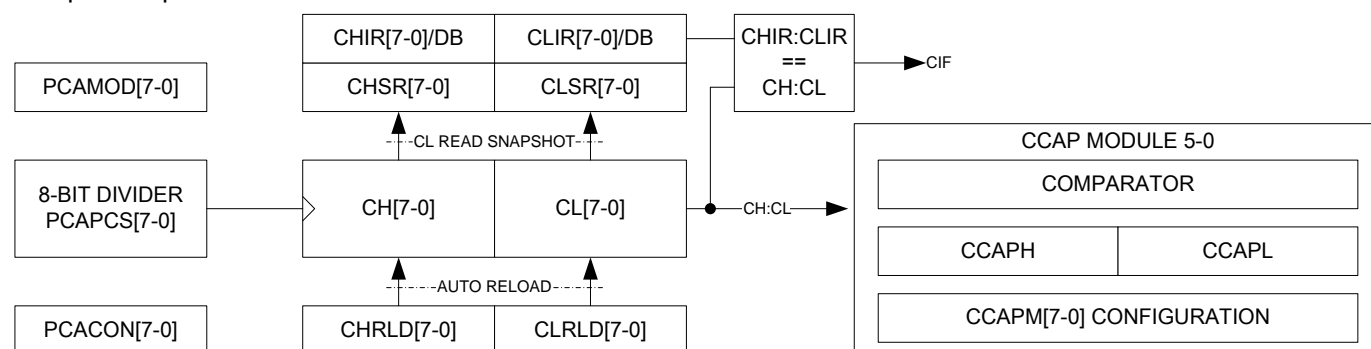 CHIR[7-0]/DB CLIR[7-0]/DB
CHIR:CLIR
==
CH:CL
CIF
PCAMOD[7-0]
CHSR[7-0] CLSR[7-0]
CL READ SNAPSHOT
8-BIT DIVIDER
PCAPCS[7-0]
CH[7-0] CL[7-0]
CH:CL
AUTO RELOAD
PCACON[7-0]
CHRLD[7-0] CLRLD[7-0]
CCAP MODULE 5-0
COMPARATOR
CCAPH CCAPL
CCAPM[7-0] CONFIGURATION